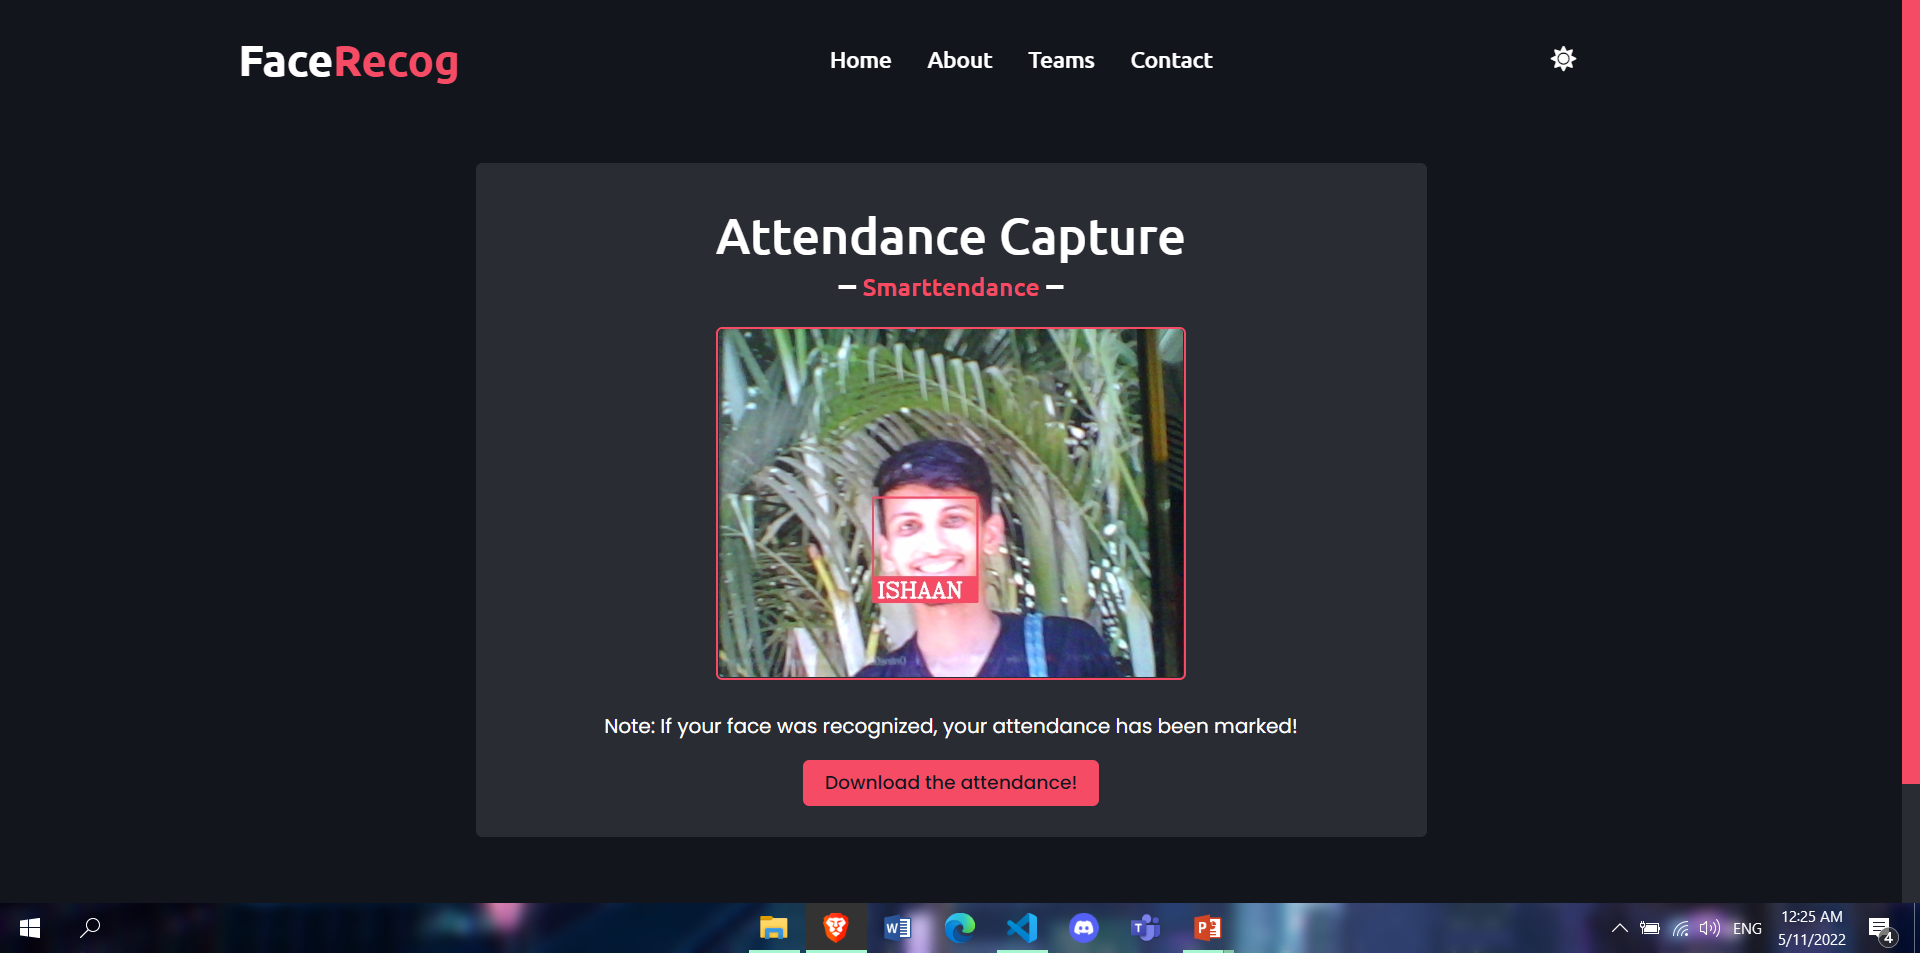 FaceRecog
Home About Teams Contact
Attendance Capture
Smarttendance
ISHAAN
Note: If your face was recognized, your attendance has been marked!
Download the attendance!
ENG
12:25 AM
5/11/2022
4